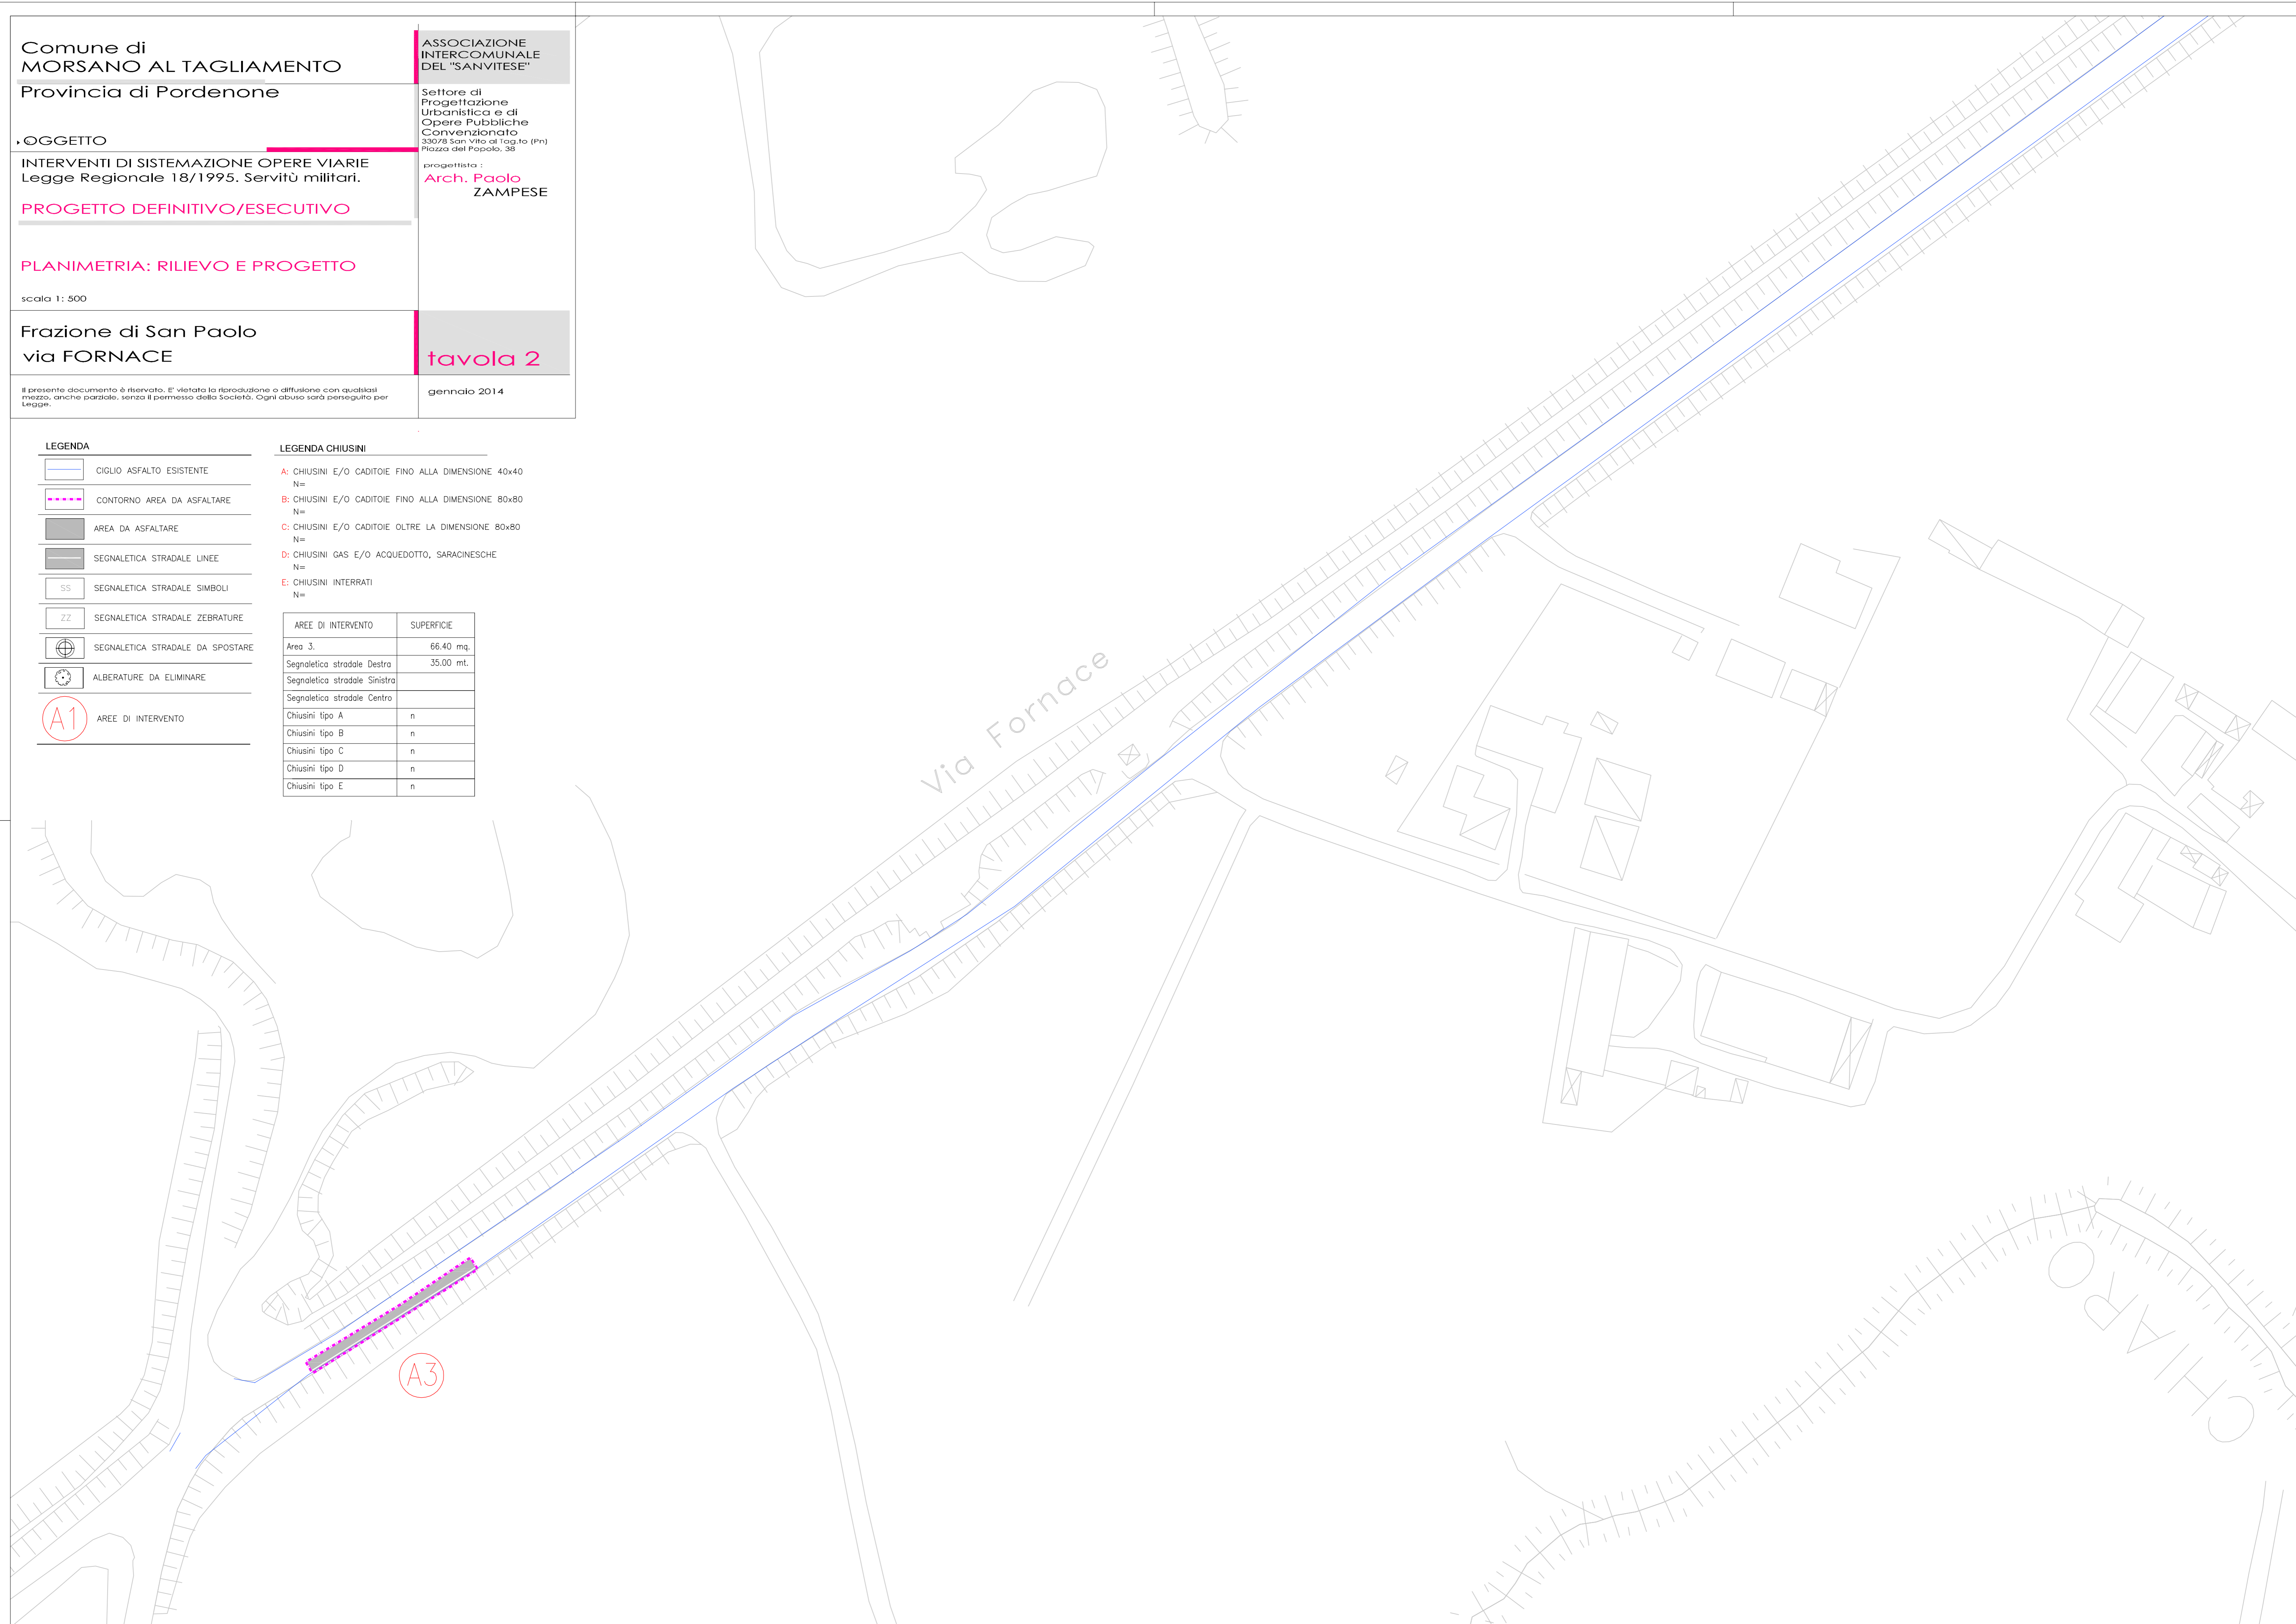 Comune di
MORSANO AL TAGLIAMENTO
Provincia di Pordenone
OGGETTO
INTERVENTI DI SISTEMAZIONE OPERE VIARIE
Legge Regionale 18/1995. Servitù militari.
PROGETTO DEFINITIVO/ESECUTIVO
PLANIMETRIA: RILIEVO E PROGETTO
scala 1: 500
Frazione di San Paolo
via FORNACE
Il presente documento è riservato. E' vietata la riproduzione o diffusione con qualsiasi
mezzo, anche parziale, senza il permesso della Società. Ogni abuso sarà perseguito per
Legge.
ASSOCIAZIONE
INTERCOMUNALE
DEL "SANVITESE"
Settore di
Progettazione
Urbanistica e di
Opere Pubbliche
Convenzionato
33078 San Vito al Tag.to (Pn)
Piazza del Popolo, 38
progettista :
Arch. Paolo
ZAMPESE
tavola 2
gennaio 2014
LEGENDA
CIGLIO ASFALTO ESISTENTE
CONTORNO AREA DA ASFALTARE
AREA DA ASFALTARE
SEGNALETICA STRADALE LINEE
SS SEGNALETICA STRADALE SIMBOLI
ZZ SEGNALETICA STRADALE ZEBRATURE
SEGNALETICA STRADALE DA SPOSTARE
ALBERATURE DA ELIMINARE
A1 AREE DI INTERVENTO
LEGENDA CHIUSINI
A: CHIUSINI E/O CADITOIE FINO ALLA DIMENSIONE 40x40
N=
B: CHIUSINI E/O CADITOIE FINO ALLA DIMENSIONE 80x80
N=
C: CHIUSINI E/O CADITOIE OLTRE LA DIMENSIONE 80x80
N=
D: CHIUSINI GAS E/O ACQUEDOTTO, SARACINESCHE
N=
E: CHIUSINI INTERRATI
N=
AREE DI INTERVENTO SUPERFICIE
Area 3. 66.40 mq.
Segnaletica stradale Destra 35.00 mt.
Segnaletica stradale Sinistra
Segnaletica stradale Centro
Chiusini tipo A n
Chiusini tipo B n
Chiusini tipo C n
Chiusini tipo D n
Chiusini tipo E n
Via Fornace
A3
CHIARO